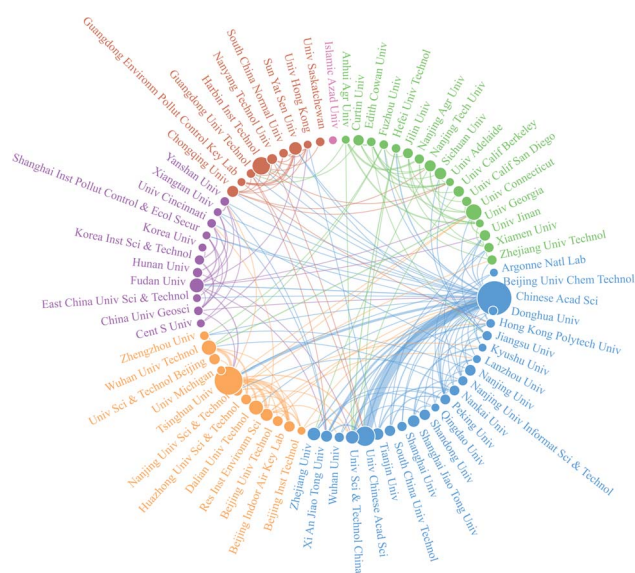 Islamic Azad Univ
Anhui Agr Univ
Curtin Univ
Edith Cowan Univ
Fuzhou Univ
Hefei Univ Technol
Jilin Univ
Nanjing Agr Univ
Nanjing Tech Univ
Sichuan Univ
Univ Adelaide
Univ Calif Berkeley
Univ Calif San Diego
Univ Connecticut
Univ Georgia
Univ Jinan
Xiamen Univ
Zhejiang Univ Technol
Argonne Natl Lab
Beijing Univ Chem Technol
Chinese Acad Sci
Donghua Univ
Hong Kong Polytech Univ
Jiangsu Univ
Kyushu Univ
Lanzhou Univ
Nanjing Univ
Nanjing Univ Informat Sci & Technol
Nankai Univ
Peking Univ
Qingdao Univ
Shandong Univ
Shanghai Jiao Tong Univ
Shanghai Univ
South China Univ Technol
Tianjin Univ
Univ Chinese Acad Sci
Univ Sci & Technol China
Wuhan Univ
Xi An Jiao Tong Univ
Zhejiang Univ
Beijing Inst Technol
Beijing Indoor Air Key Lab
Beijing Univ Technol
Res Inst Environm Sci
Dalian Univ Technol
Huazhong Univ Sci & Technol
Nanjing Univ Sci & Technol
Tsinghua Univ
Univ Michigan
Univ Sci & Technol Beijing
Wuhan Univ Technol
Zhengzhou Univ
Cent S Univ
China Univ Geosci
East China Univ Sci & Technol
Fudan Univ
Hunan Univ
Korea Inst Sci & Technol
Korea Univ
Shanghai Inst Pollut Control & Ecol Secur
Univ Cincinnati
Xiangtan Univ
Yanshan Univ
Chongqing Univ
Guangdong Environm Pollut Control Key Lab
Guangdong Univ Technol
Harbin Inst Technol
Nanyang Technol Univ
South China Normal Univ
Sun Yat Sen Univ
Univ Hong Kong
Univ Saskatchewan